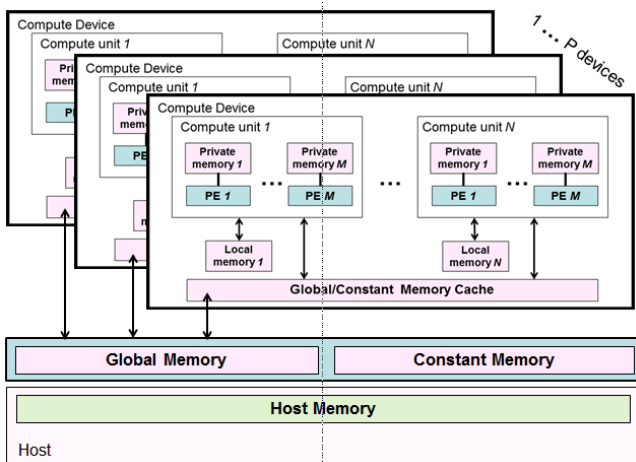 Compute Device
Compute unit 1
Compute unit N
1 ... P devices
Compute Device
Compute unit 1
Compute unit N
Compute Device
Compute unit 1
Compute unit N
Private
memory 1
Private
memory M
Private
memory 1
Private
memory M
PE 1
...
PE M
...
PE 1
...
PE M
Local
memory 1
Local
memory N
Global/Constant Memory Cache
Global Memory
Constant Memory
Host Memory
Host